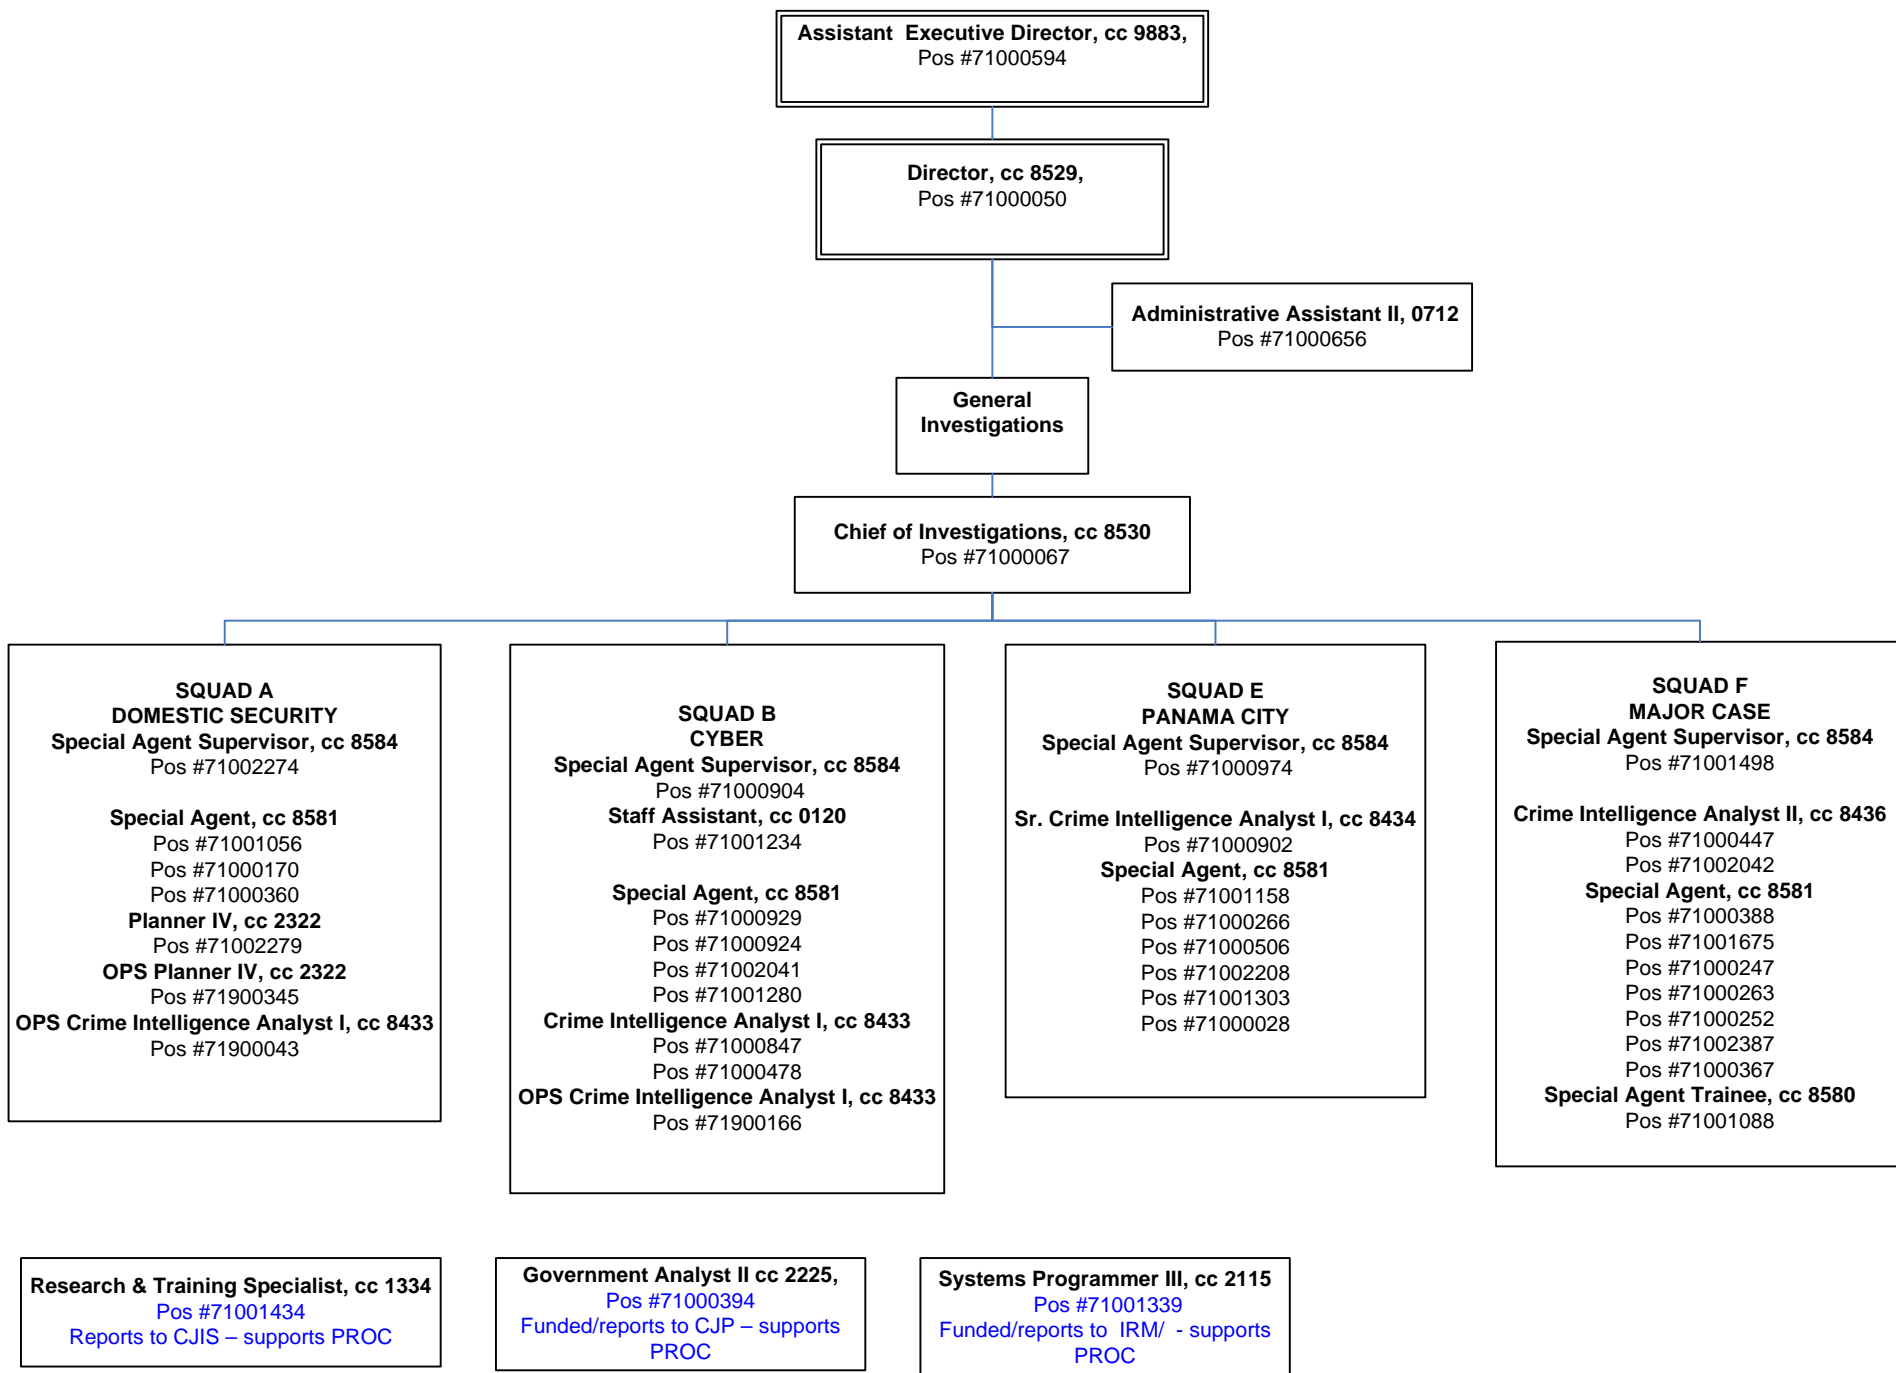 Assistant Executive Director, cc 9883,
Pos #71000594
Director, cc 8529,
Pos #71000050
Administrative Assistant II, 0712
Pos #71000656
General
Investigations
Chief of Investigations, cc 8530
Pos #71000067
SQUAD A
DOMESTIC SECURITY
Special Agent Supervisor, cc 8584
Pos #71002274
Special Agent, cc 8581
Pos #71001056
Pos #71000170
Pos #71000360
Planner IV, cc 2322
Pos #71002279
OPS Planner IV, cc 2322
Pos #71900345
OPS Crime Intelligence Analyst I, cc 8433
Pos #71900043
SQUAD B
CYBER
Special Agent Supervisor, cc 8584
Pos #71000904
Staff Assistant, cc 0120
Pos #71001234
Special Agent, cc 8581
Pos #71000929
Pos #71000924
Pos #71002041
Pos #71001280
Crime Intelligence Analyst I, cc 8433
Pos #71000847
Pos #71000478
OPS Crime Intelligence Analyst I, cc 8433
Pos #71900166
SQUAD E
PANAMA CITY
Special Agent Supervisor, cc 8584
Pos #71000974
Sr. Crime Intelligence Analyst I, cc 8434
Pos #71000902
Special Agent, cc 8581
Pos #71001158
Pos #71000266
Pos #71000506
Pos #71002208
Pos #71001303
Pos #71000028
SQUAD F
MAJOR CASE
Special Agent Supervisor, cc 8584
Pos #71001498
Crime Intelligence Analyst II, cc 8436
Pos #71000447
Pos #71002042
Special Agent, cc 8581
Pos #71000388
Pos #71001675
Pos #71000247
Pos #71000263
Pos #71000252
Pos #71002387
Pos #71000367
Special Agent Trainee, cc 8580
Pos #71001088
Research & Training Specialist, cc 1334
Pos #71001434
Reports to CJIS – supports PROC
Government Analyst II cc 2225,
Pos #71000394
Funded/reports to CJP – supports
PROC
Systems Programmer III, cc 2115
Pos #71001339
Funded/reports to IRM/ - supports
PROC